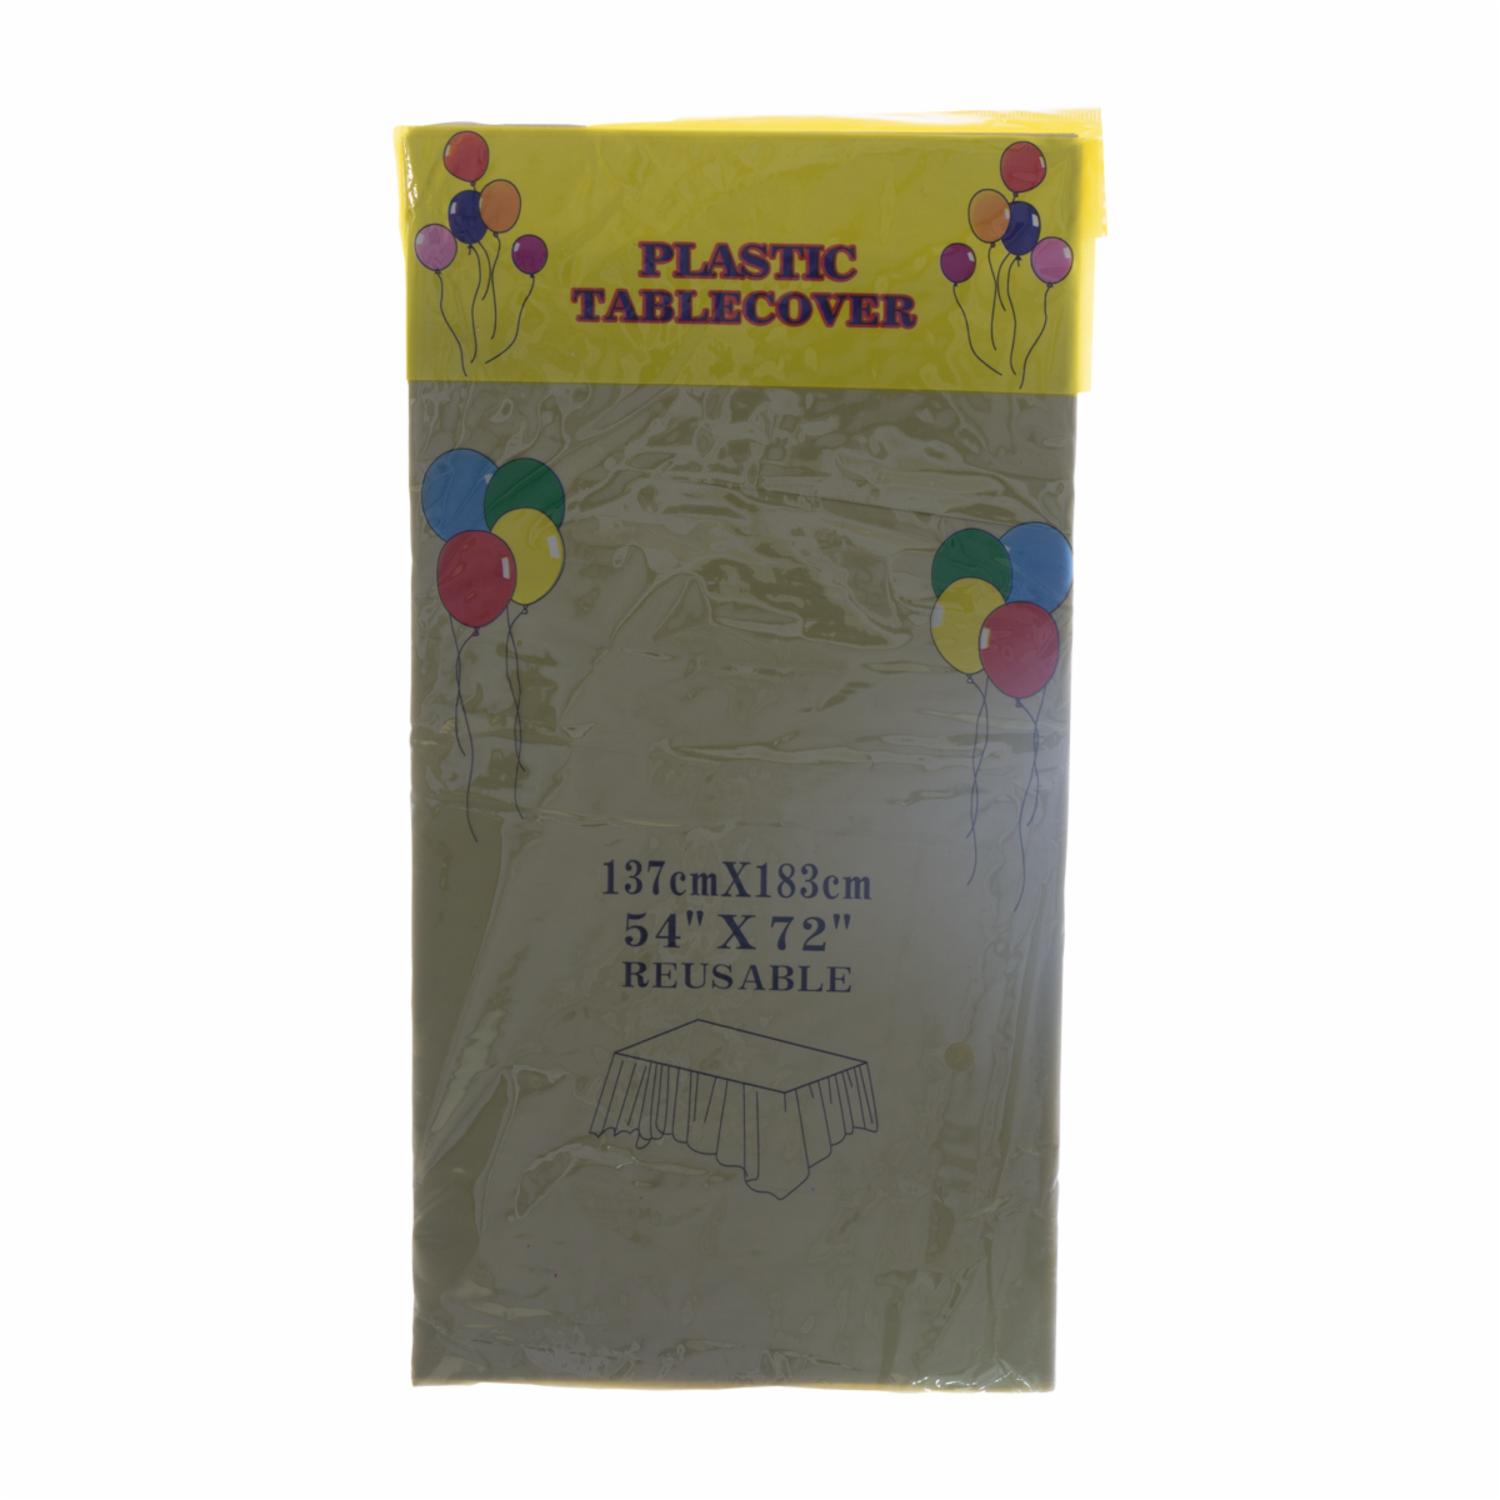 PLASTIC
TABLECOVER
137cmX183cm
54" X 72"
REUSABLE